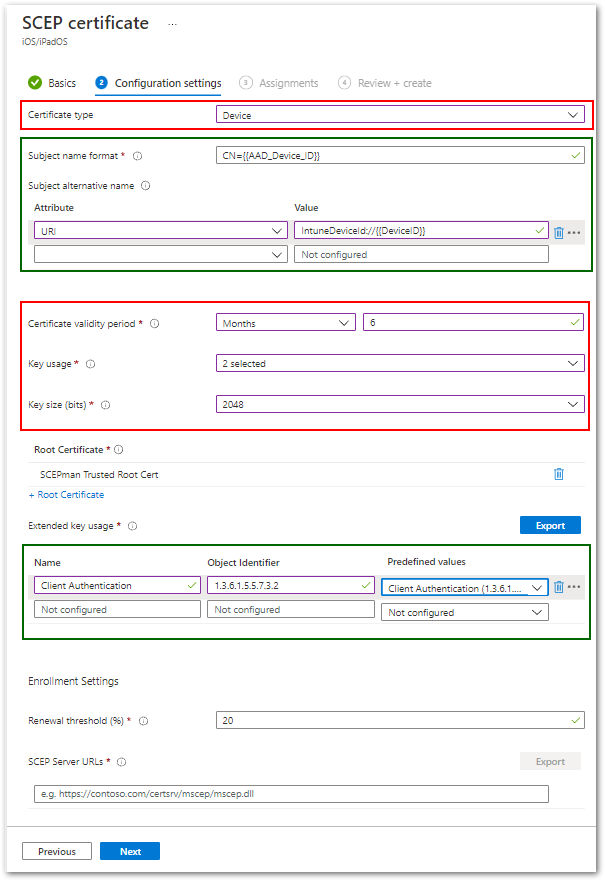 SCEP certificate ...
iOS/iPadOS
Basics 2 Configuration settings 3 Assignments 4 Review + create
Certificate type Device
Subject name format * CN={{AAD_Device_ID}}
Subject alternative name
Attribute Value
URI IntuneDeviceId://{{DeviceID}}
Not configured
Certificate validity period * Months 6
Key usage * 2 selected
Key size (bits) * 2048
Root Certificate *
SCEPman Trusted Root Cert
+ Root Certificate
Extended key usage * Export
Name Object Identifier Predefined values
Client Authentication 1.3.6.1.5.5.7.3.2 Client Authentication (1.3.6.1....
Not configured Not configured Not configured
Enrollment Settings
Renewal threshold (%) * 20
SCEP Server URLs * Export
e.g. https://contoso.com/certsrv/mscep/mscep.dll
Previous Next